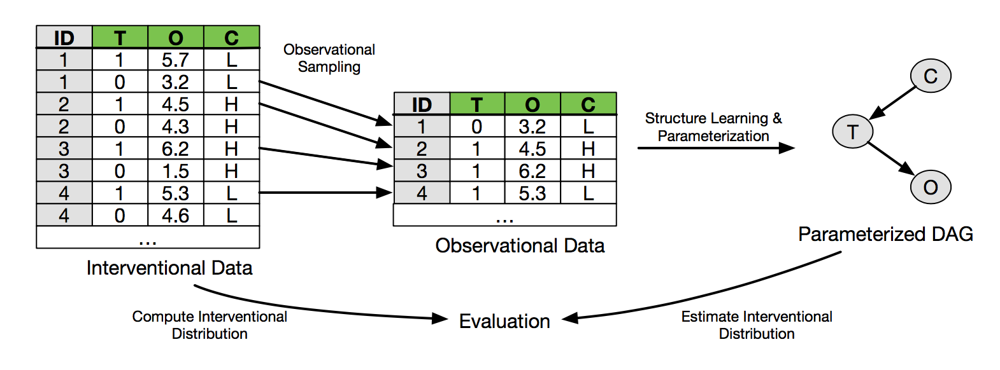 ID T O C
1 1 5.7 L
1 0 3.2 L
2 1 4.5 H
2 0 4.3 H
3 1 6.2 H
3 0 1.5 H
4 1 5.3 L
4 0 4.6 L
...
Interventional Data
Observational
Sampling
ID T O C
1 0 3.2 L
2 1 4.5 H
3 1 6.2 H
4 1 5.3 L
...
Observational Data
Structure Learning &
Parameterization
C
T
O
Parameterized DAG
Compute Interventional
Distribution
Evaluation
Estimate Interventional
Distribution